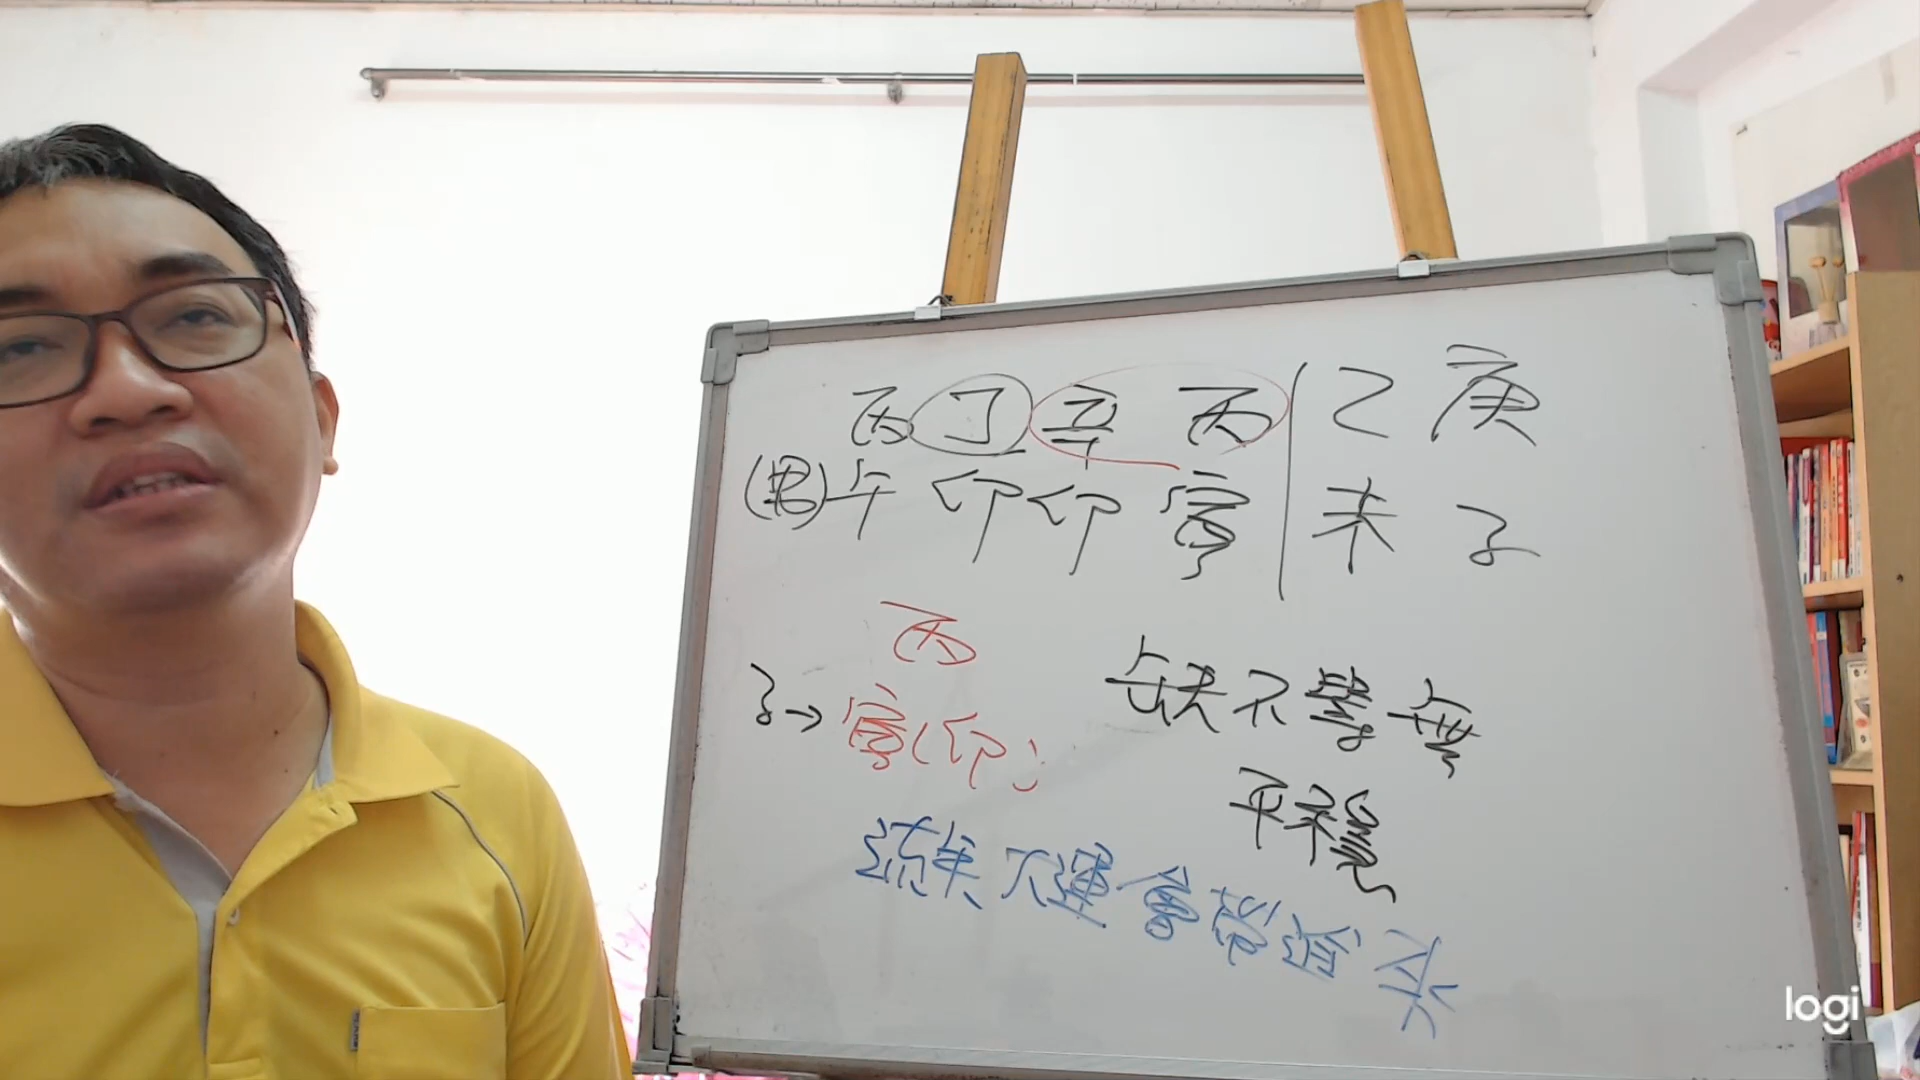 丙丁辛丙 乙庚
(男)午卯卯寅 未子
丙
子→寅(卯)
缺不學無
平穩
流年大運會帶進來
logi